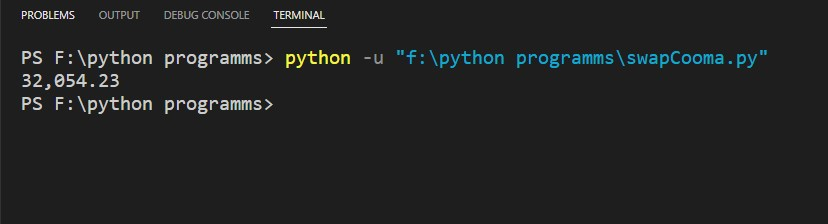 PROBLEMS OUTPUT DEBUG CONSOLE TERMINAL
PS F:\python programms> python -u "f:\python programms\swapCooma.py"
32,054.23
PS F:\python programms>